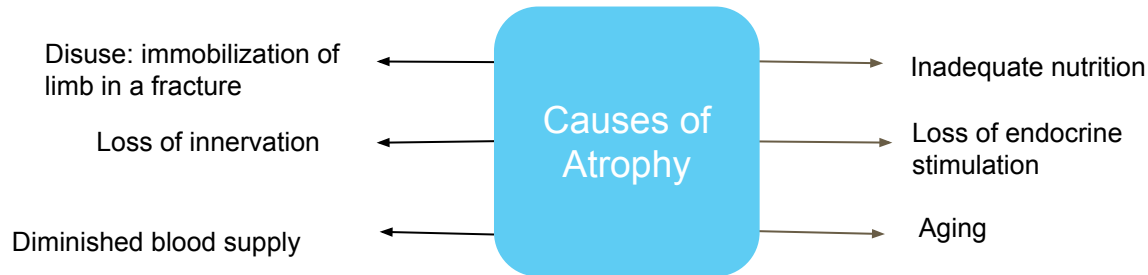 Disuse: immobilization of
limb in a fracture
Loss of innervation
Diminished blood supply
Causes of
Atrophy
Inadequate nutrition
Loss of endocrine
stimulation
Aging